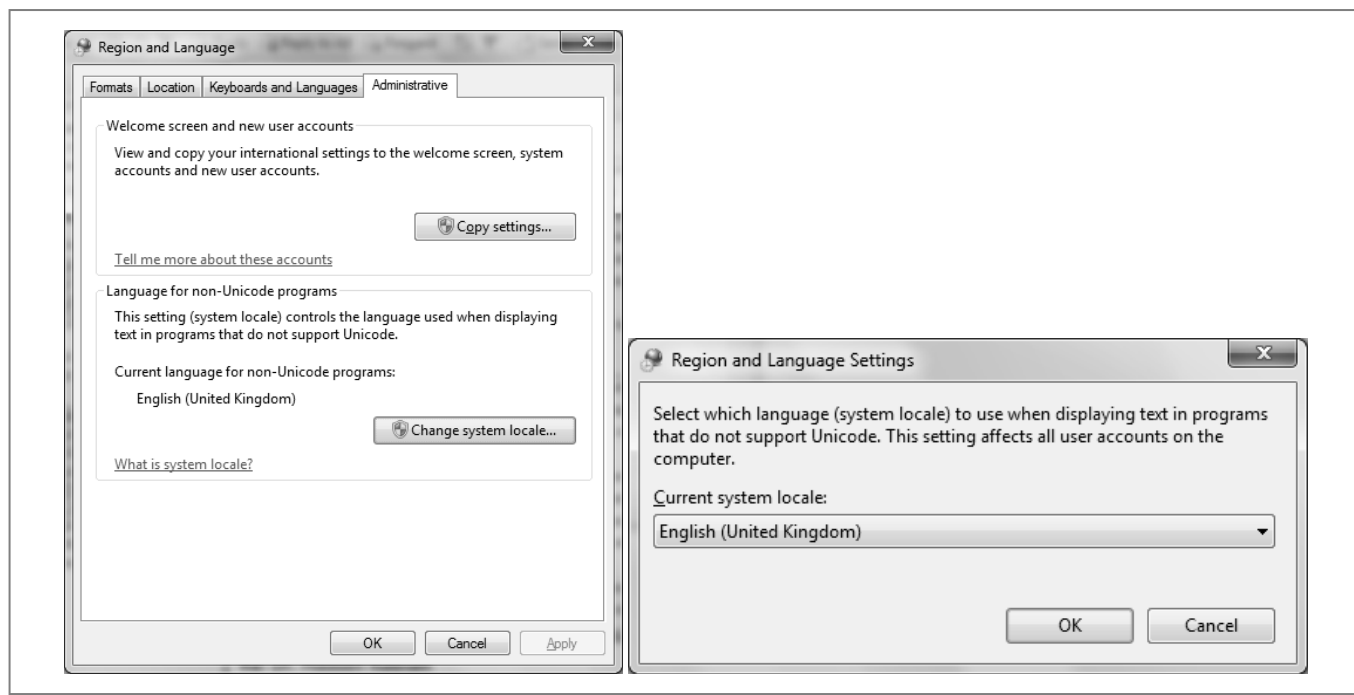 Region and Language
Formats Location Keyboards and Languages Administrative
Welcome screen and new user accounts
View and copy your international settings to the welcome screen, system
accounts and new user accounts.
Copy settings...
Tell me more about these accounts
Language for non-Unicode programs
This setting (system locale) controls the language used when displaying
text in programs that do not support Unicode.
Current language for non-Unicode programs:
English (United Kingdom)
Change system locale...
What is system locale?
OK Cancel Apply
Region and Language Settings
Select which language (system locale) to use when displaying text in programs
that do not support Unicode. This setting affects all user accounts on the
computer.
Current system locale:
English (United Kingdom)
OK Cancel